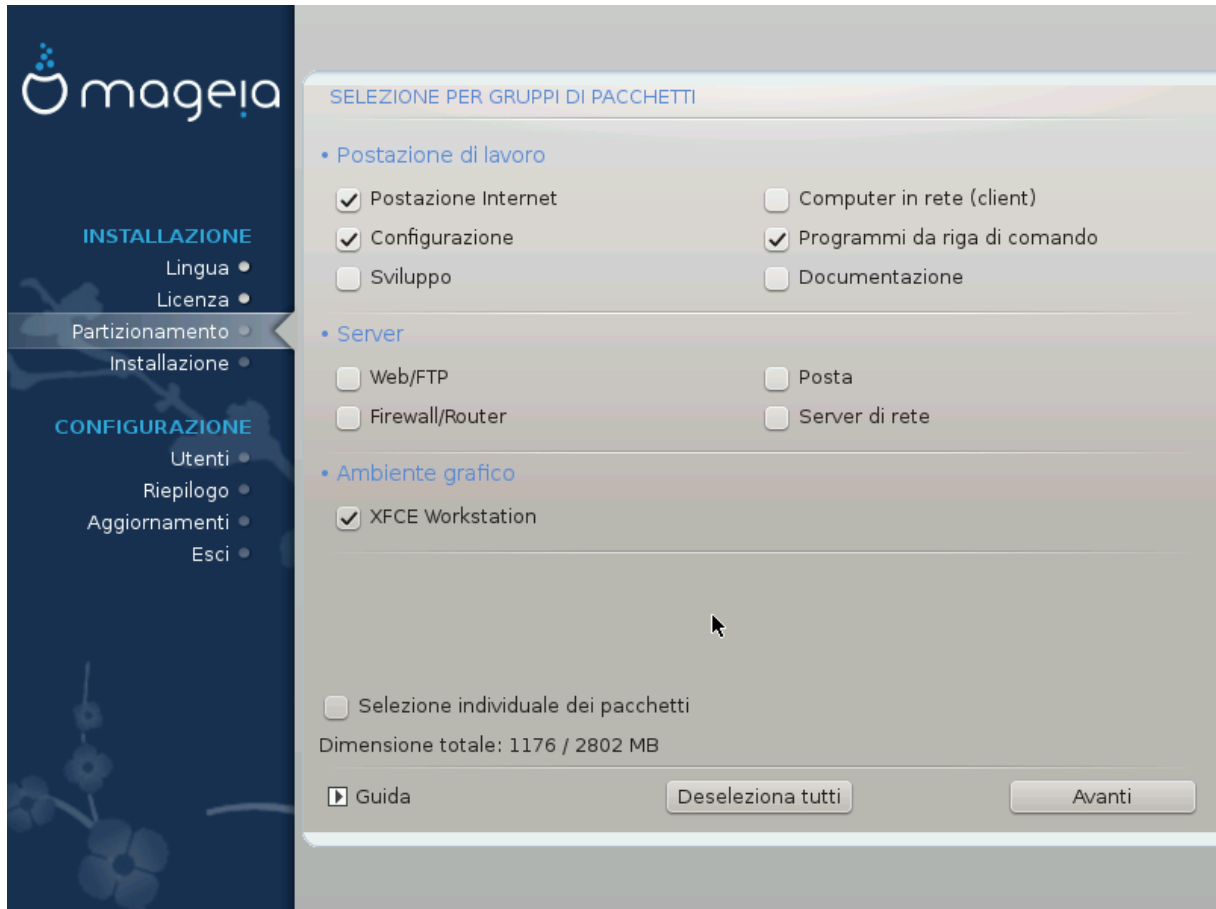 mageia
INSTALLAZIONE
Lingua
Licenza
Partizionamento
Installazione
CONFIGURAZIONE
Utenti
Riepilogo
Aggiornamenti
Esci
SELEZIONE PER GRUPPI DI PACCHETTI
• Postazione di lavoro
Postazione Internet
Computer in rete (client)
Configurazione
Programmi da riga di comando
Sviluppo
Documentazione
• Server
Web/FTP
Posta
Firewall/Router
Server di rete
• Ambiente grafico
XFCE Workstation
Selezione individuale dei pacchetti
Dimensione totale: 1176 / 2802 MB
Guida
Deseleziona tutti
Avanti